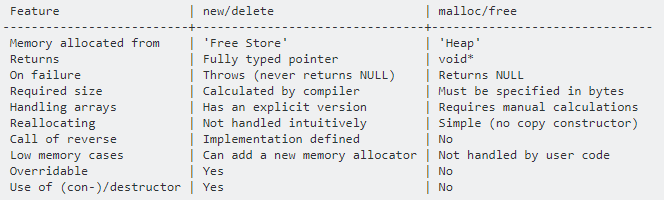 Feature | new/delete | malloc/free
--------------------------+--------------------------------+-------------------------------
Memory allocated from | 'Free Store' | 'Heap'
Returns | Fully typed pointer | void*
On failure | Throws (never returns NULL) | Returns NULL
Required size | Calculated by compiler | Must be specified in bytes
Handling arrays | Has an explicit version | Requires manual calculations
Reallocating | Not handled intuitively | Simple (no copy constructor)
Call of reverse | Implementation defined | No
Low memory cases | Can add a new memory allocator | Not handled by user code
Overridable | Yes | No
Use of (con-)/destructor | Yes | No